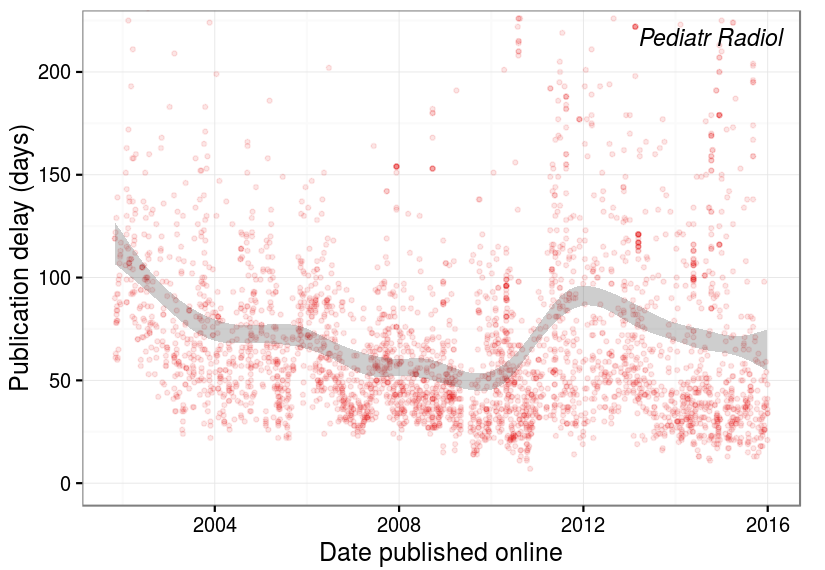 Pediatr Radiol
Publication delay (days)
200
150
100
50
0
2004 2008 2012 2016
Date published online